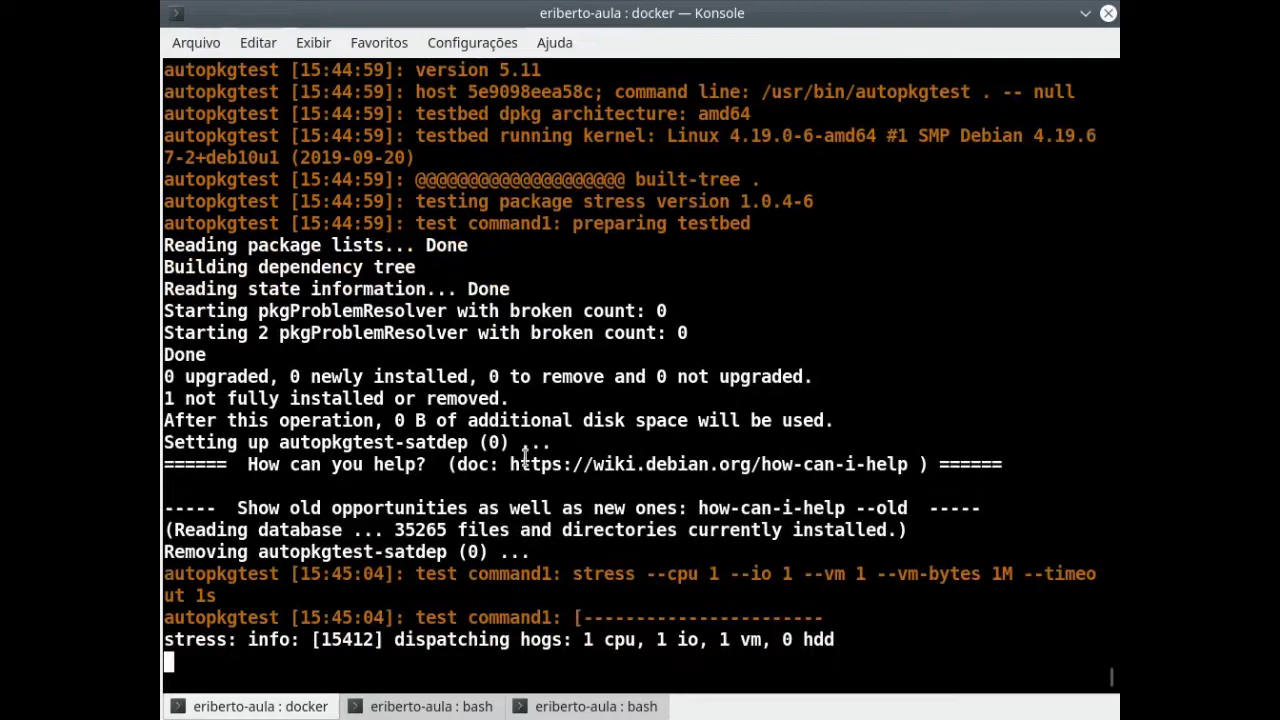 eriberto-aula : docker — Konsole
Arquivo Editar Exibir Favoritos Configurações Ajuda
autopkgtest [15:44:59]: version 5.11
autopkgtest [15:44:59]: host 5e9098eea58c; command line: /usr/bin/autopkgtest . -- null
autopkgtest [15:44:59]: testbed dpkg architecture: amd64
autopkgtest [15:44:59]: testbed running kernel: Linux 4.19.0-6-amd64 #1 SMP Debian 4.19.6
7-2+deb10u1 (2019-09-20)
autopkgtest [15:44:59]: @@@@@@@@@@@@@@@@@@@@ built-tree .
autopkgtest [15:44:59]: testing package stress version 1.0.4-6
autopkgtest [15:44:59]: test command1: preparing testbed
Reading package lists... Done
Building dependency tree
Reading state information... Done
Starting pkgProblemResolver with broken count: 0
Starting 2 pkgProblemResolver with broken count: 0
Done
0 upgraded, 0 newly installed, 0 to remove and 0 not upgraded.
1 not fully installed or removed.
After this operation, 0 B of additional disk space will be used.
Setting up autopkgtest-satdep (0) ...
====== How can you help? (doc: https://wiki.debian.org/how-can-i-help ) ======
----- Show old opportunities as well as new ones: how-can-i-help --old -----
(Reading database ... 35265 files and directories currently installed.)
Removing autopkgtest-satdep (0) ...
autopkgtest [15:45:04]: test command1: stress --cpu 1 --io 1 --vm 1 --vm-bytes 1M --timeo
ut 1s
autopkgtest [15:45:04]: test command1: [-----------------------
stress: info: [15412] dispatching hogs: 1 cpu, 1 io, 1 vm, 0 hdd
eriberto-aula : docker eriberto-aula : bash eriberto-aula : bash